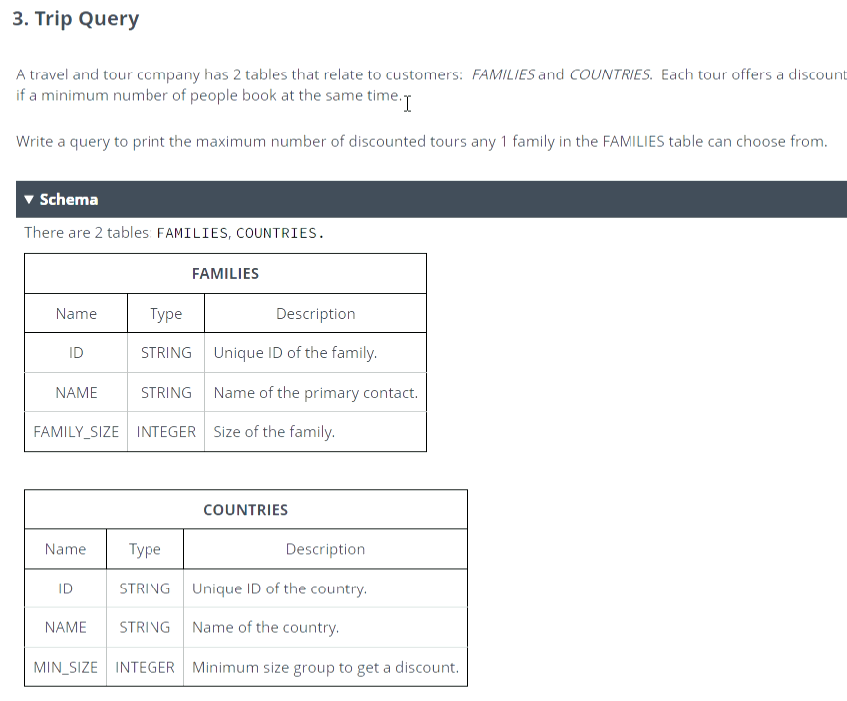 3. Trip Query
A travel and tour company has 2 tables that relate to customers: FAMILIES and COUNTRIES. Each tour offers a discount
if a minimum number of people book at the same time.
Write a query to print the maximum number of discounted tours any 1 family in the FAMILIES table can choose from.
▼ Schema
There are 2 tables FAMILIES, COUNTRIES.
FAMILIES
Name Type Description
ID STRING Unique ID of the family.
NAME STRING Name of the primary contact.
FAMILY_SIZE INTEGER Size of the family.
COUNTRIES
Name Type Description
ID STRING Unique ID of the country.
NAME STRING Name of the country.
MIN_SIZE INTEGER Minimum size group to get a discount.